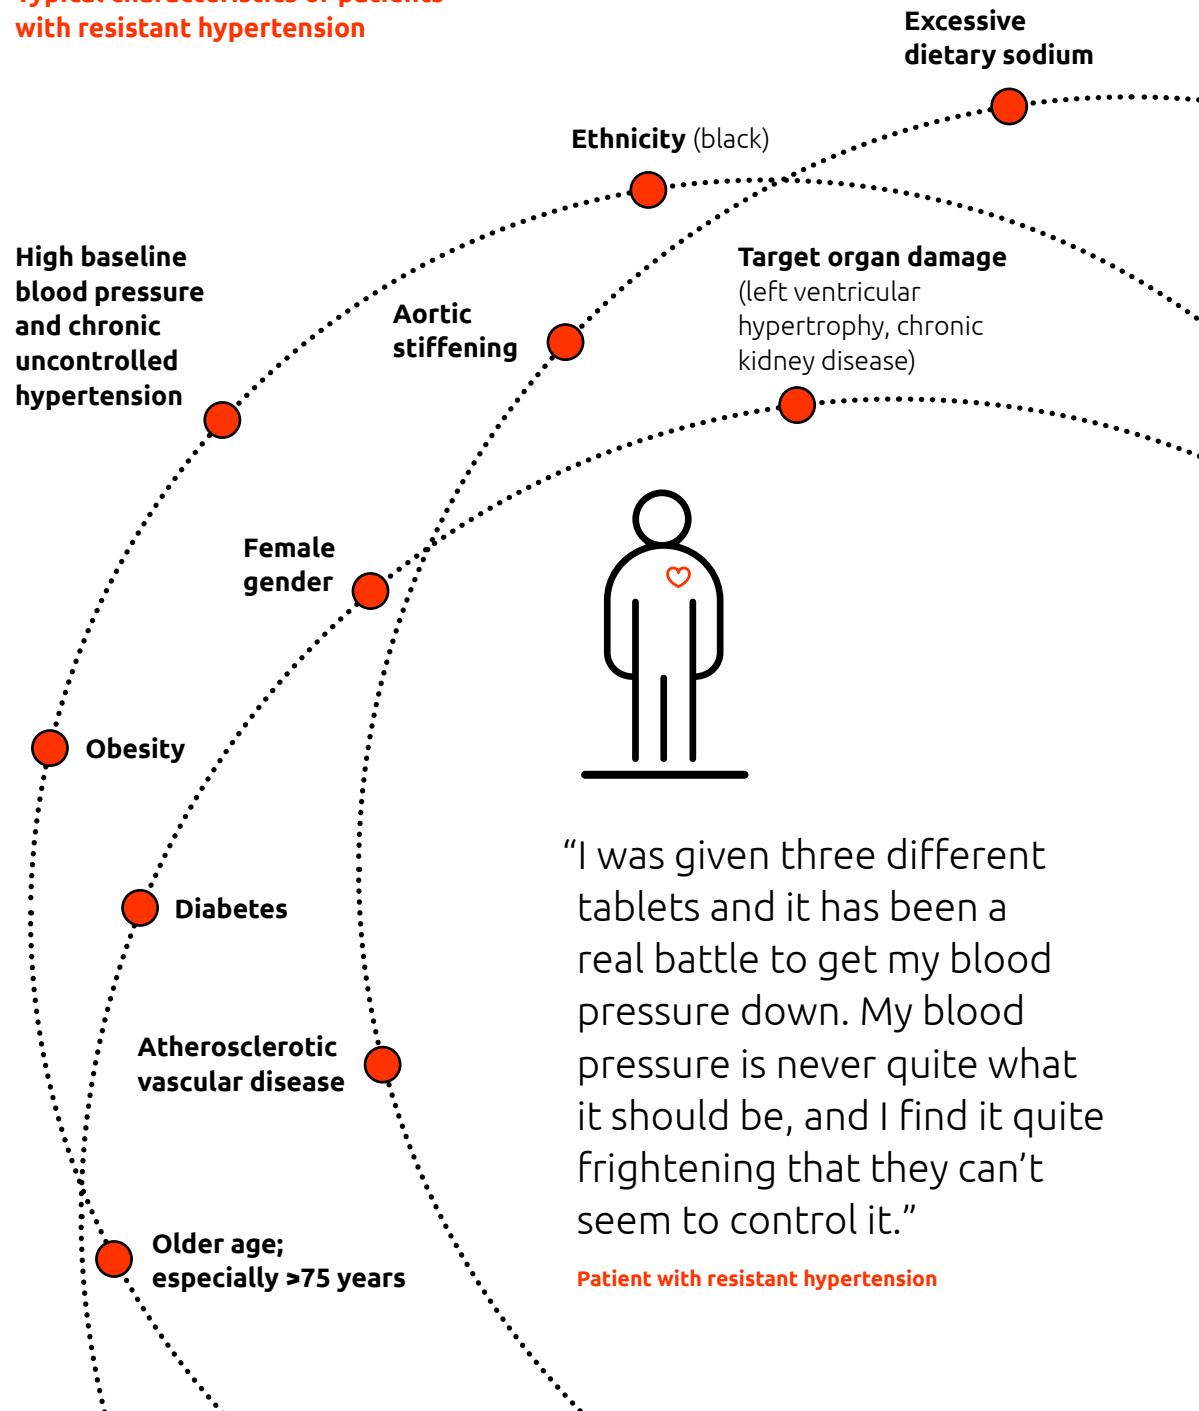 Typical characteristics of patients
with resistant hypertension
Excessive
dietary sodium
Ethnicity (black)
High baseline
blood pressure
and chronic
uncontrolled
hypertension
Aortic
stiffening
Target organ damage
(left ventricular
hypertrophy, chronic
kidney disease)
Female
gender
Obesity
Diabetes
Atherosclerotic
vascular disease
Older age;
especially >75 years
“I was given three different
tablets and it has been a
real battle to get my blood
pressure down. My blood
pressure is never quite what
it should be, and I find it quite
frightening that they can’t
seem to control it.”
Patient with resistant hypertension